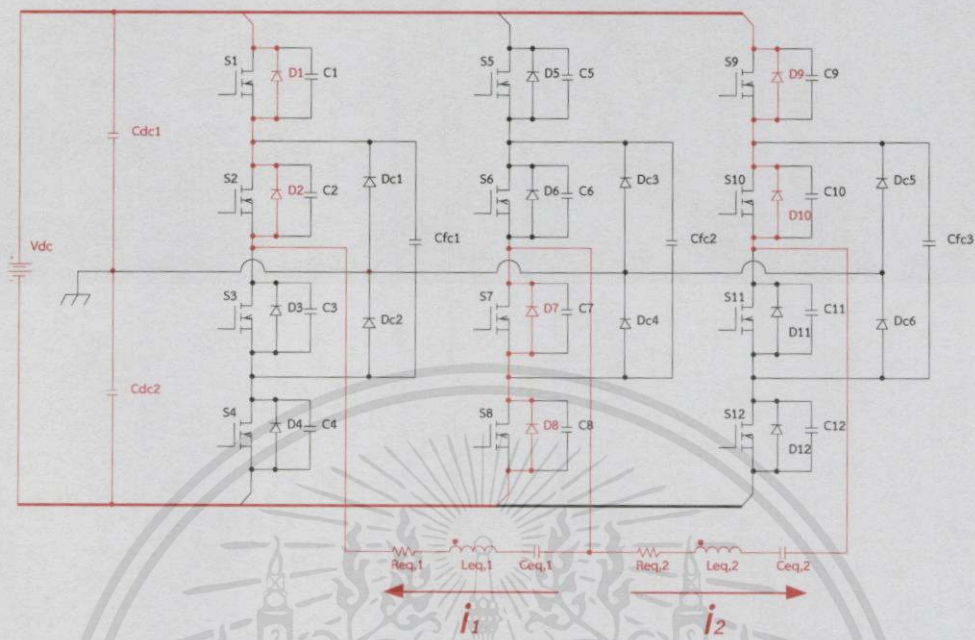 S1 D1 C1 S5 D5 C5 S9 D9 C9
Cdc1
S2 D2 C2 Dc1 S6 D6 C6 Dc3 S10 D10 C10 Dc5
Vdc Cfc1 Cfc2 Cfc3
S3 D3 C3 Dc2 S7 D7 C7 Dc4 S11 D11 C11 Dc6
Cdc2
S4 D4 C4 S8 D8 C8 S12 D12 C12
Req,1 Leq,1 Ceq,1 Req,2 Leq,2 Ceq,2
i1 i2